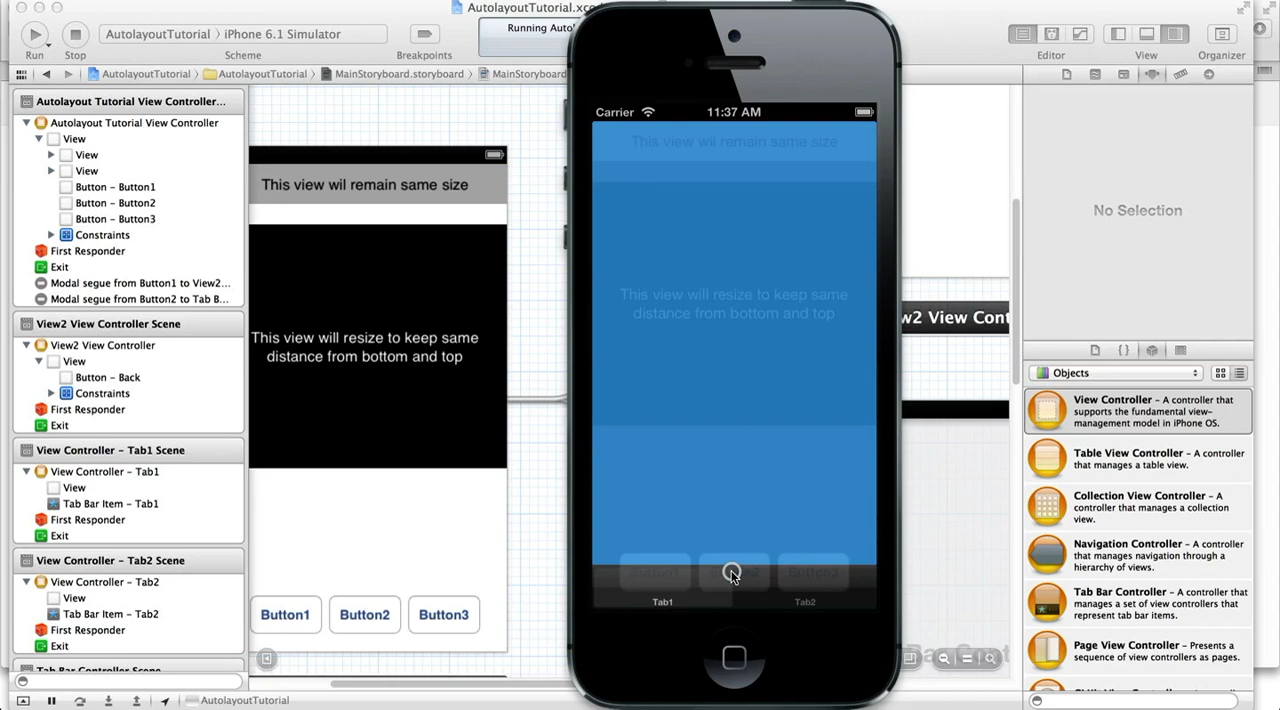 AutolayoutTutorial.xco
Running Auto
AutolayoutTutorial
iPhone 6.1 Simulator
Run
Stop
Scheme
Breakpoints
Editor
View
Organizer
AutolayoutTutorial
AutolayoutTutorial
MainStoryboard.storyboard
MainStoryboard
Autolayout Tutorial View Controller...
Autolayout Tutorial View Controller
View
View
View
Button - Button1
Button - Button2
Button - Button3
Constraints
First Responder
Exit
Modal segue from Button1 to View2...
Modal segue from Button2 to Tab B...
View2 View Controller Scene
View2 View Controller
View
Button - Back
Constraints
First Responder
Exit
View Controller - Tab1 Scene
View Controller - Tab1
View
Tab Bar Item - Tab1
First Responder
Exit
View Controller - Tab2 Scene
View Controller - Tab2
View
Tab Bar Item - Tab2
First Responder
Exit
Tab Bar Controller Scene
AutolayoutTutorial
This view wil remain same size
This view will resize to keep same
distance from bottom and top
Button1
Button2
Button3
Carrier
11:37 AM
This view wil remain same size
This view will resize to keep same
distance from bottom and top
Button3
Tab1
Tab2
w2 View Cont
No Selection
Objects
View Controller - A controller that
supports the fundamental view-
management model in iPhone OS.
Table View Controller - A controller
that manages a table view.
Collection View Controller - A
controller that manages a collection
view.
Navigation Controller - A controller
that manages navigation through a
hierarchy of views.
Tab Bar Controller - A controller
that manages a set of view controllers that
represent tab bar items.
Page View Controller - Presents a
sequence of view controllers as pages.